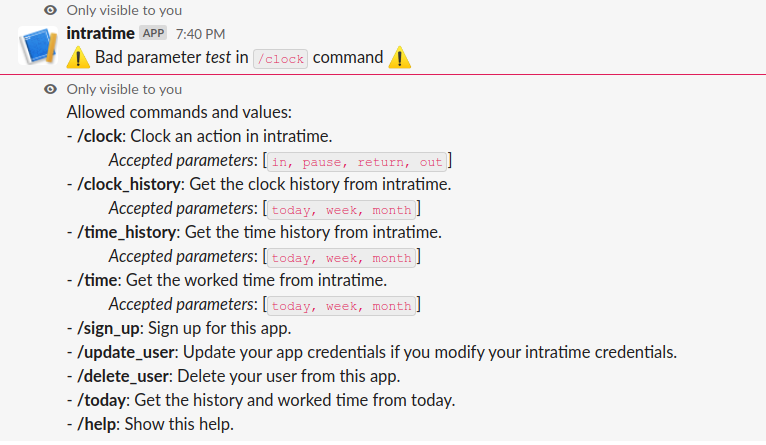 Only visible to you
intratime APP 7:40 PM
⚠️ Bad parameter test in /clock command ⚠️
Only visible to you
Allowed commands and values:
- /clock: Clock an action in intratime.
Accepted parameters: [in, pause, return, out]
- /clock_history: Get the clock history from intratime.
Accepted parameters: [today, week, month]
- /time_history: Get the time history from intratime.
Accepted parameters: [today, week, month]
- /time: Get the worked time from intratime.
Accepted parameters: [today, week, month]
- /sign_up: Sign up for this app.
- /update_user: Update your app credentials if you modify your intratime credentials.
- /delete_user: Delete your user from this app.
- /today: Get the history and worked time from today.
- /help: Show this help.